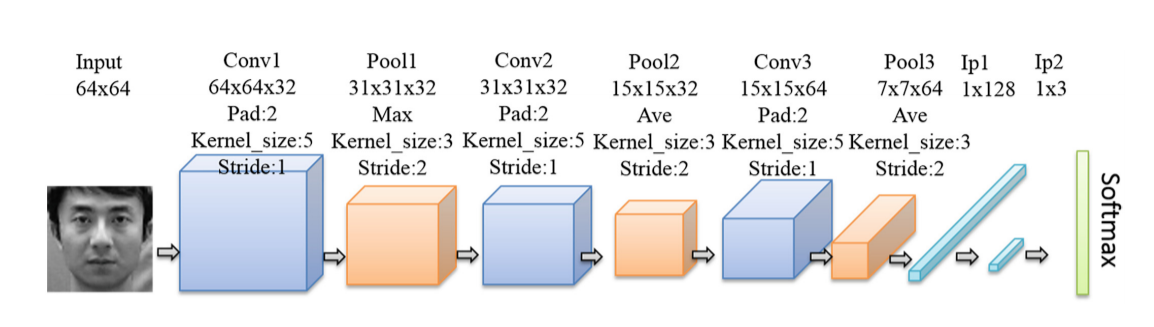 Input
64x64
Conv1
64x64x32
Pad:2
Kernel_size:5
Stride:1
Pool1
31x31x32
Max
Kernel_size:3
Stride:2
Conv2
31x31x32
Pad:2
Kernel_size:5
Stride:1
Pool2
15x15x32
Ave
Kernel_size:3
Stride:2
Conv3
15x15x64
Pad:2
Kernel_size:5
Stride:1
Pool3
7x7x64
Ave
Kernel_size:3
Stride:2
Ip1
1x128
Ip2
1x3
Softmax